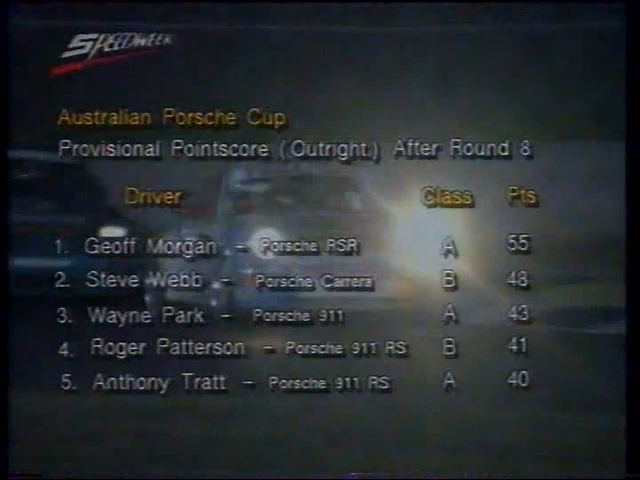 SPEEDWEEK
Australian Porsche Cup
Provisional Pointscore (Outright.) After Round 8
Driver Class Pts
1. Geoff Morgan - Porsche RSR A 55
2. Steve Webb - Porsche Carrera B 48
3. Wayne Park - Porsche 911 A 43
4. Roger Patterson - Porsche 911 RS B 41
5. Anthony Tratt - Porsche 911 RS A 40